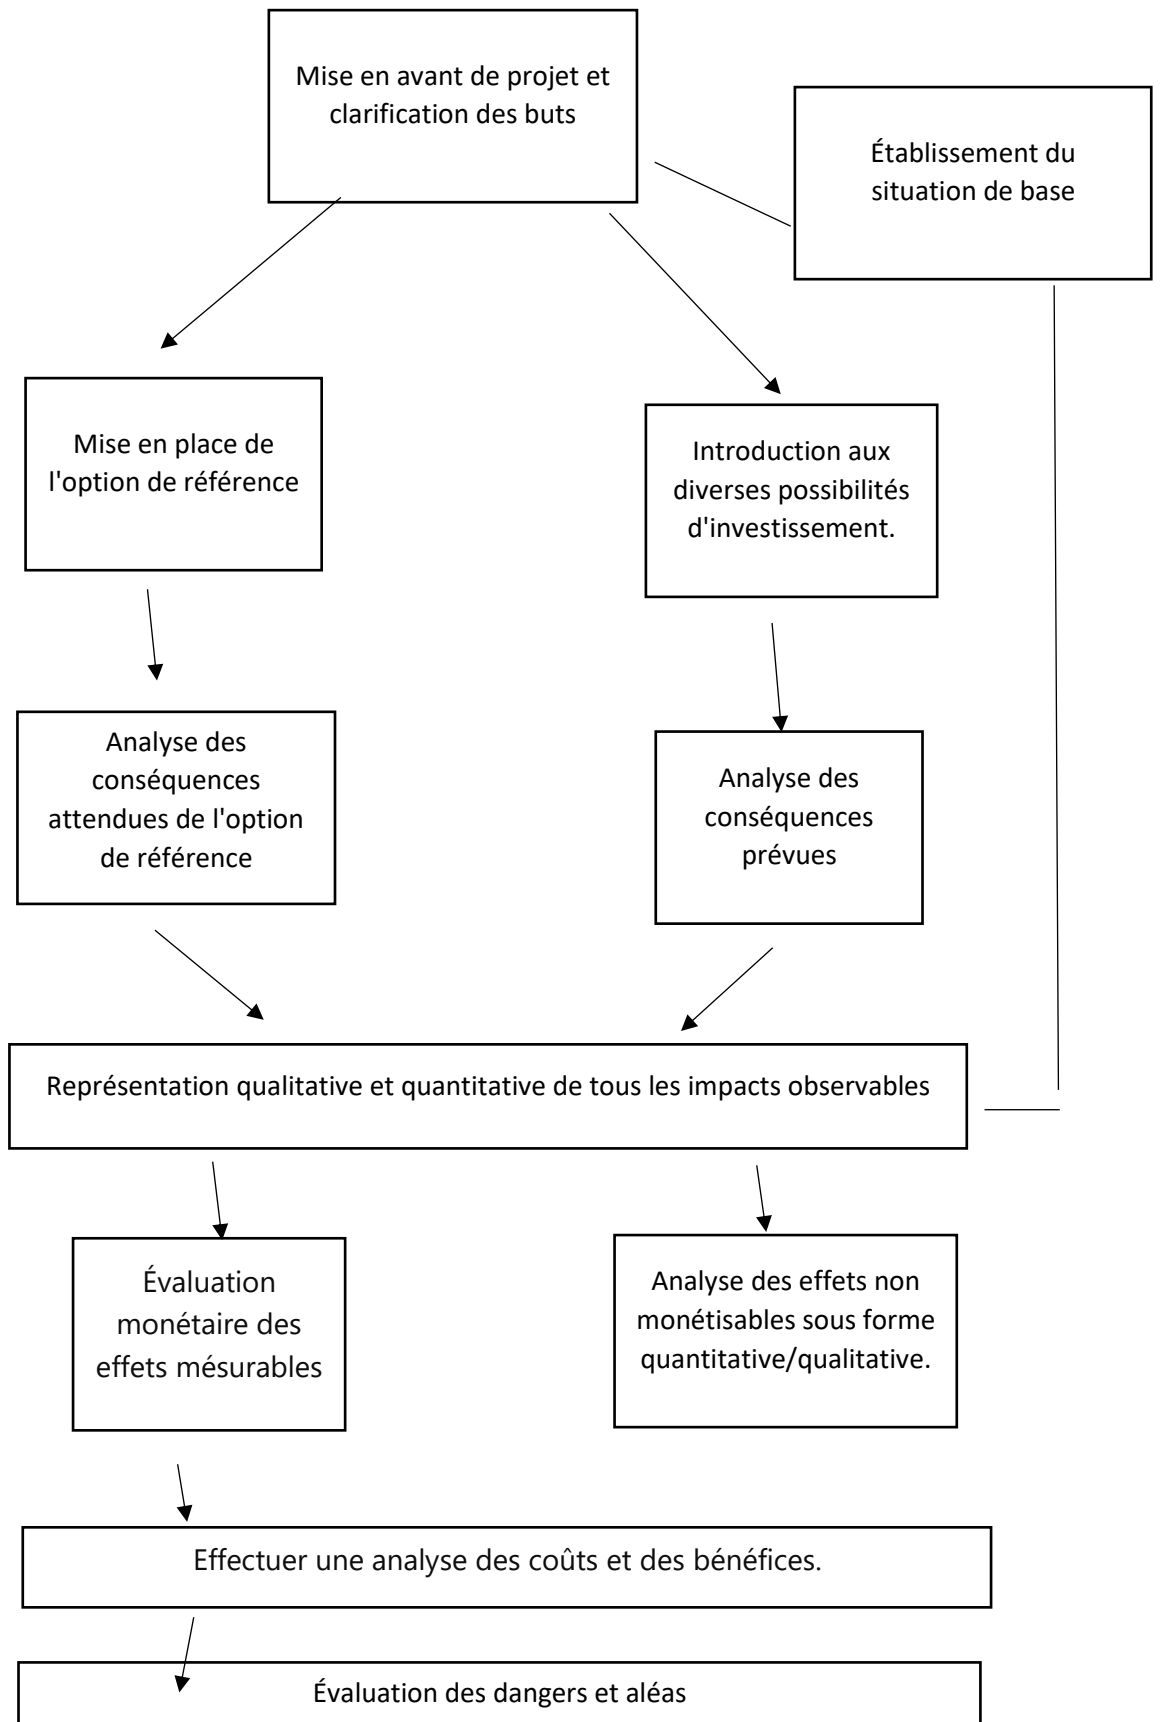 Mise en avant de projet et
clarification des buts
Établissement du
situation de base
Mise en place de
l'option de référence
Introduction aux
diverses possibilités
d'investissement.
Analyse des
conséquences
attendues de l'option
de référence
Analyse des
conséquences
prévues
Représentation qualitative et quantitative de tous les impacts observables
Évaluation
monétaire des
effets mésurables
Analyse des effets non
monétisables sous forme
quantitative/qualitative.
Effectuer une analyse des coûts et des bénéfices.
Évaluation des dangers et aléas